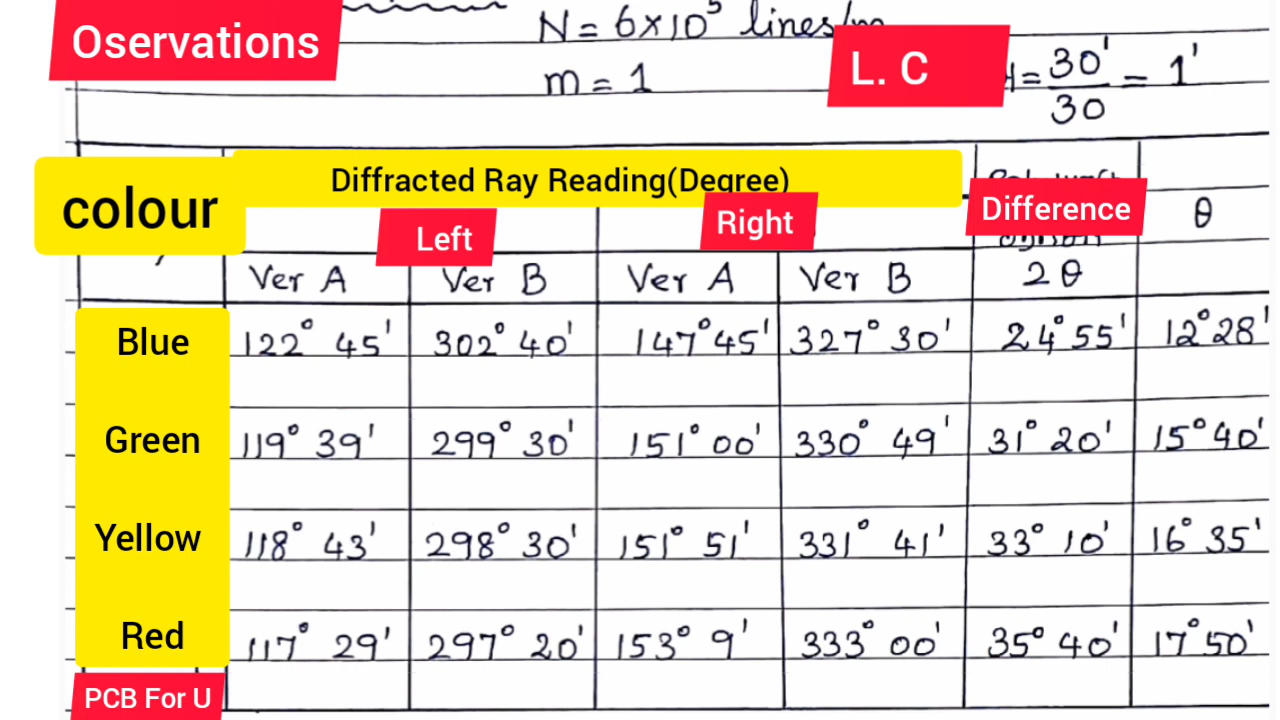 Oservations
N = 6×10⁵ lines/m
m = 1
L. C
= 30'/30 = 1'
colour
Diffracted Ray Reading(Degree)
Left
Right
Difference
2θ
θ
Ver A Ver B Ver A Ver B
Blue 122° 45' 302° 40' 147° 45' 327° 30' 24° 55' 12° 28'
Green 119° 39' 299° 30' 151° 00' 330° 49' 31° 20' 15° 40'
Yellow 118° 43' 298° 30' 151° 51' 331° 41' 33° 10' 16° 35'
Red 117° 29' 297° 20' 153° 9' 333° 00' 35° 40' 17° 50'
PCB For U